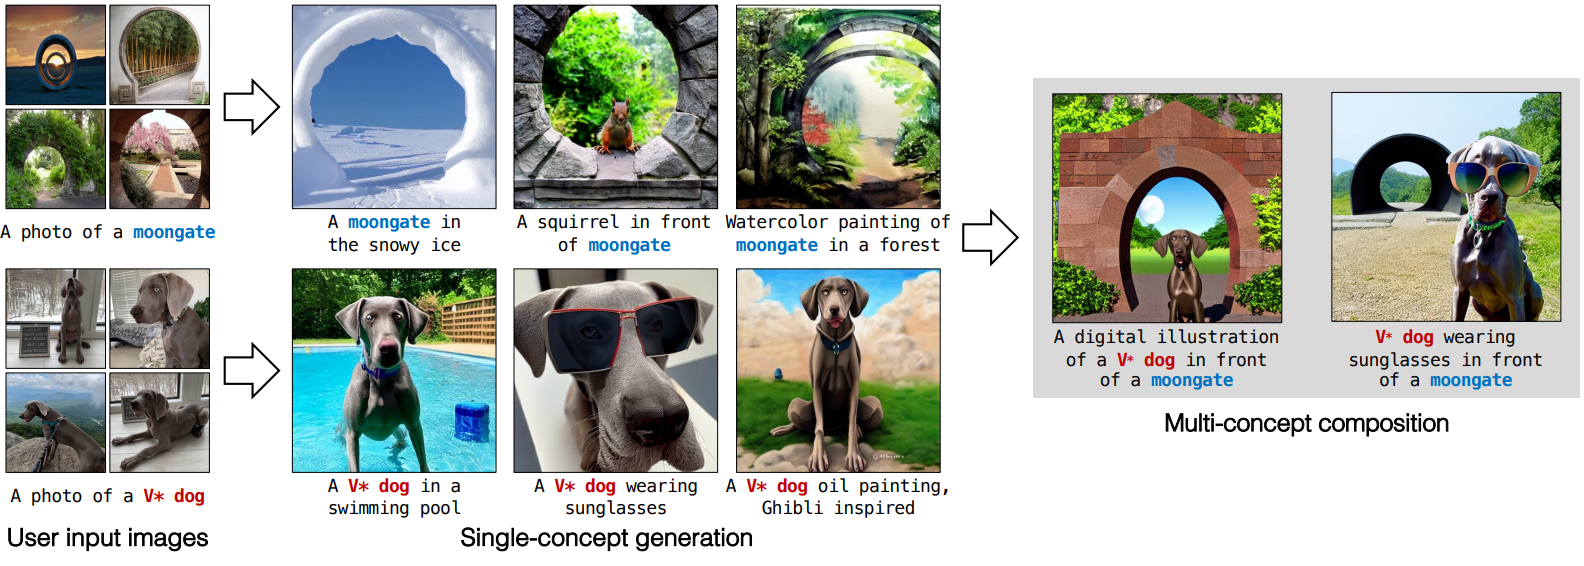 A photo of a moongate
A moongate in
the snowy ice
A squirrel in front
of moongate
Watercolor painting of
moongate in a forest
A photo of a V* dog
A V* dog in a
swimming pool
A V* dog wearing
sunglasses
A V* dog oil painting,
Ghibli inspired
A digital illustration
of a V* dog in front
of a moongate
V* dog wearing
sunglasses in front
of a moongate
User input images
Single-concept generation
Multi-concept composition